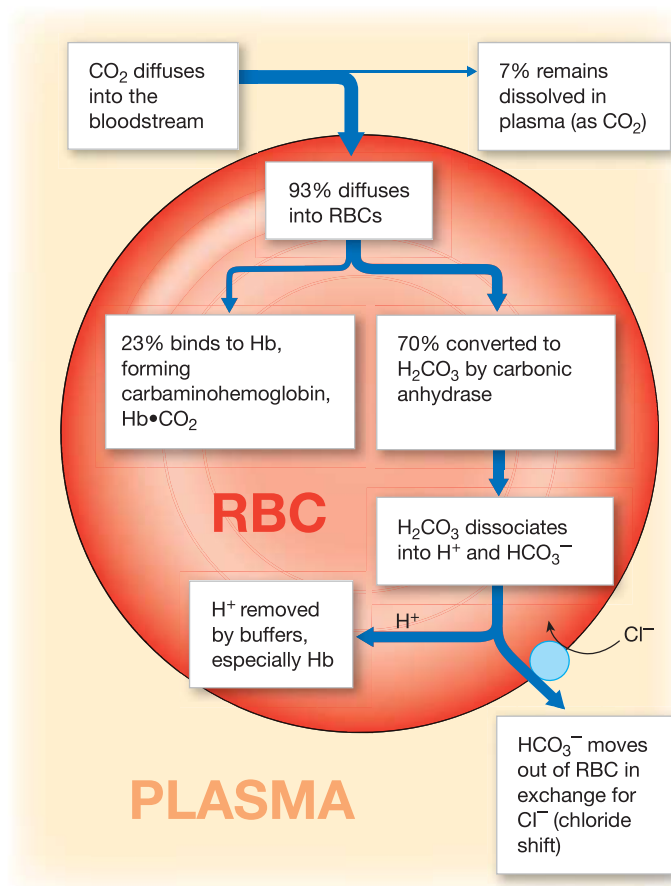 CO₂ diffuses
into the
bloodstream
7% remains
dissolved in
plasma (as CO₂)
93% diffuses
into RBCs
23% binds to Hb,
forming
carbaminohemoglobin,
Hb•CO₂
70% converted to
H₂CO₃ by carbonic
anhydrase
RBC
H₂CO₃ dissociates
into H⁺ and HCO₃⁻
H⁺ removed
by buffers,
especially Hb
H⁺
Cl⁻
HCO₃⁻ moves
out of RBC in
exchange for
Cl⁻ (chloride
shift)
PLASMA